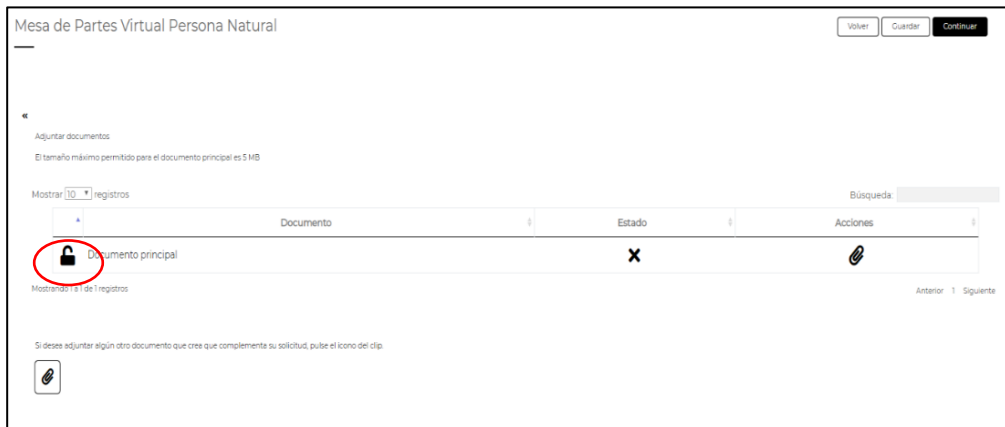 Mesa de Partes Virtual Persona Natural
Volver Guardar Continuar
«
Adjuntar documentos
El tamaño máximo permitido para el documento principal es 5 MB
Mostrar 10 registros Búsqueda:
Documento Estado Acciones
Documento principal
Mostrando 1 a 1 de 1 registros Anterior 1 Siguiente
Si desea adjuntar algún otro documento que crea que complementa su solicitud, pulse el icono del clip.